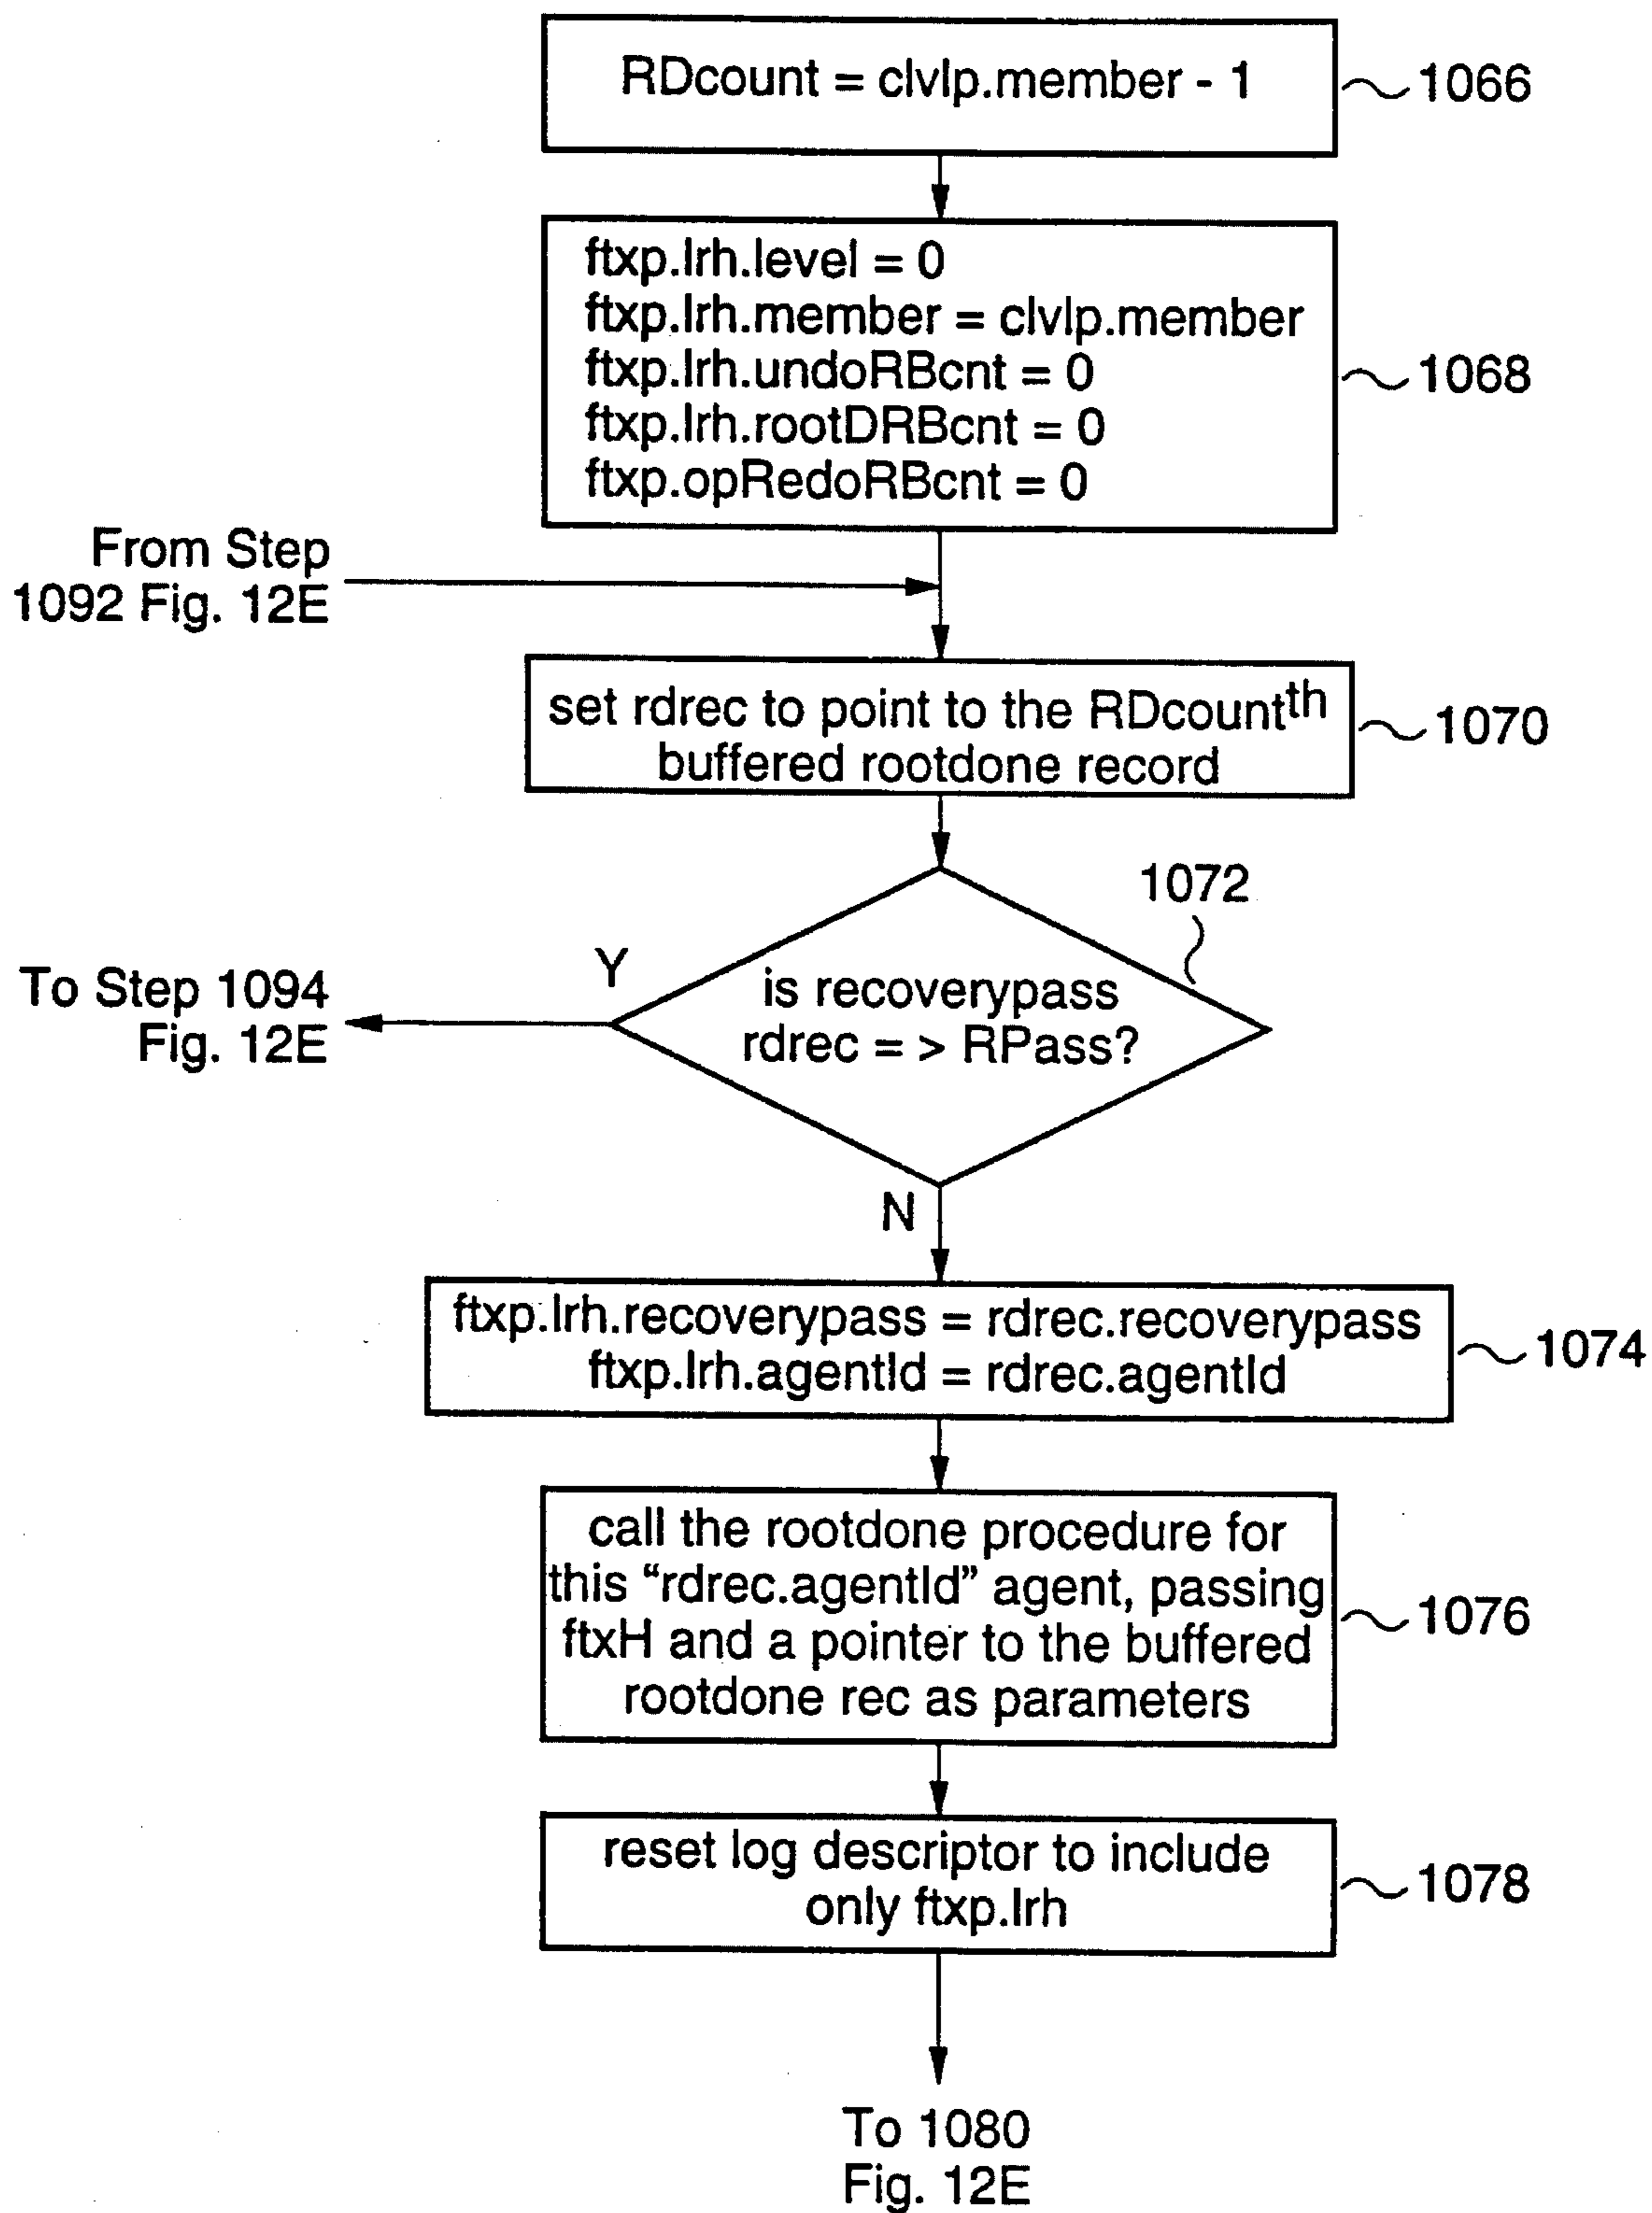 RDcount = clvlp.member - 1
1066
ftxp.lrh.level = 0
ftxp.lrh.member = clvlp.member
ftxp.lrh.undoRBcnt = 0
ftxp.lrh.rootDRBcnt = 0
ftxp.opRedoRBcnt = 0
1068
From Step
1092 Fig. 12E
set rdrec to point to the RDcountth
buffered rootdone record
1070
1072
Y
To Step 1094
Fig. 12E
is recoverypass
rdrec = > RPass?
N
ftxp.lrh.recoverypass = rdrec.recoverypass
ftxp.lrh.agentId = rdrec.agentId
1074
call the rootdone procedure for
this “rdrec.agentId” agent, passing
ftxH and a pointer to the buffered
rootdone rec as parameters
1076
reset log descriptor to include
only ftxp.lrh
1078
To 1080
Fig. 12E